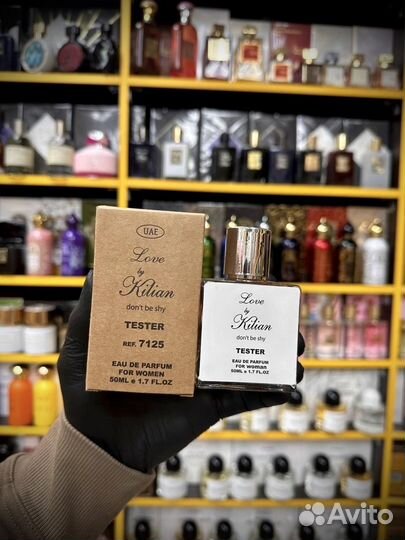 UAE
Love
by
Kilian
don't be shy
TESTER
REF. 7125
EAU DE PARFUM
FOR WOMEN
50ML e 1.7 FL.OZ
Love
by
Kilian
don't be shy
TESTER
EAU DE PARFUM
FOR woman
50ML e 1.7 FL.OZ
Avito